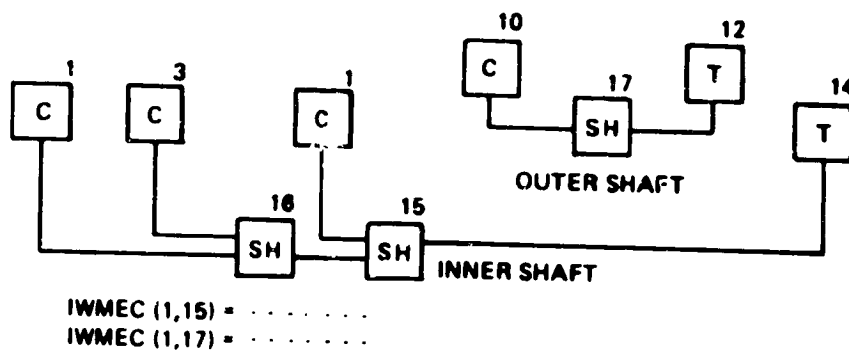 10 12
1 3 1 17 14
C C C C SH T T
OUTER SHAFT
16 15
SH SH
INNER SHAFT
IWMEC (1,15) = . . . . . . .
IWMEC (1,17) = . . . . . . .